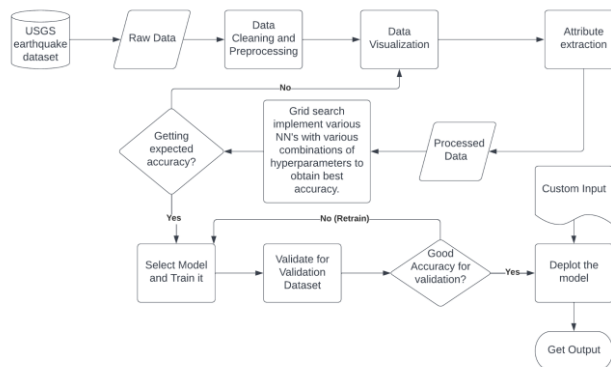 USGS
earthquake
dataset
Raw Data
Data
Cleaning and
Preprocessing
Data
Visualization
Attribute
extraction
No
Getting
expected
accuracy?
Grid search
implement various
NN's with various
combinations of
hyperparameters to
obtain best
accuracy.
Processed
Data
Custom Input
Yes
No (Retrain)
Select Model
and Train it
Validate for
Validation
Dataset
Good
Accuracy for
validation?
Yes
Deplot the
model
Get Output